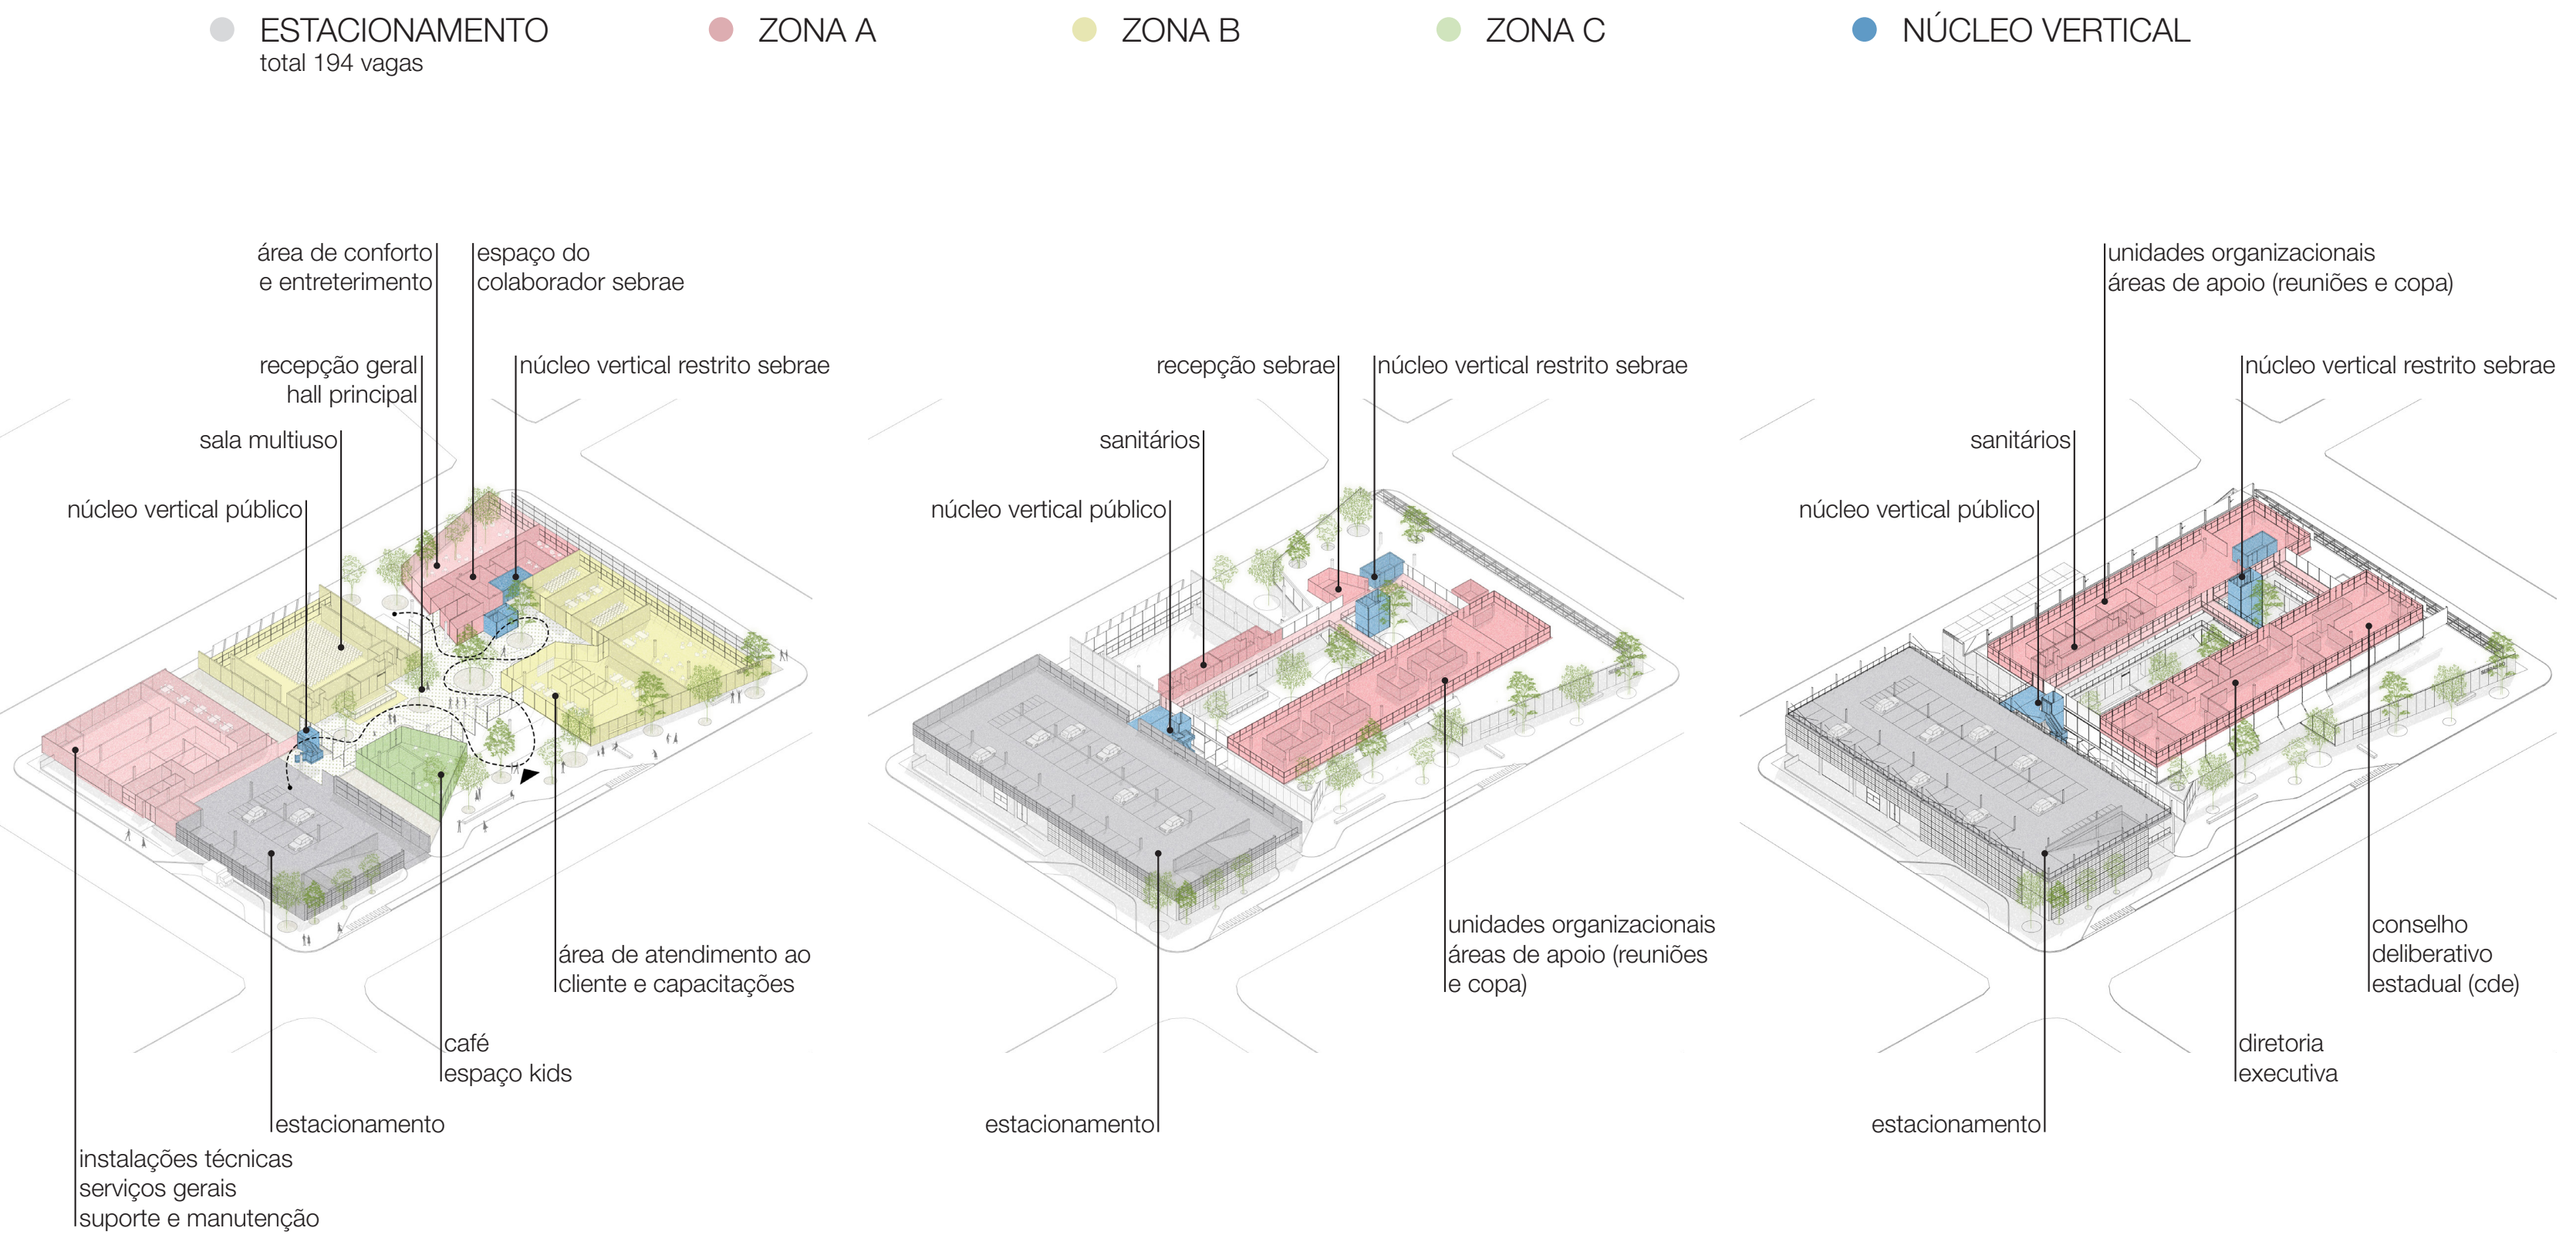 ESTACIONAMENTO
total 194 vagas
ZONA A
ZONA B
ZONA C
NÚCLEO VERTICAL
área de conforto
e entreterimento
espaço do
colaborador sebrae
recepção geral
hall principal
núcleo vertical restrito sebrae
sala multiuso
núcleo vertical público
área de atendimento ao
cliente e capacitações
café
espaço kids
estacionamento
instalações técnicas
serviços gerais
suporte e manutenção
recepção sebrae
núcleo vertical restrito sebrae
sanitários
núcleo vertical público
unidades organizacionais
áreas de apoio (reuniões
e copa)
estacionamento
unidades organizacionais
áreas de apoio (reuniões e copa)
núcleo vertical restrito sebrae
sanitários
núcleo vertical público
conselho
deliberativo
estadual (cde)
diretoria
executiva
estacionamento